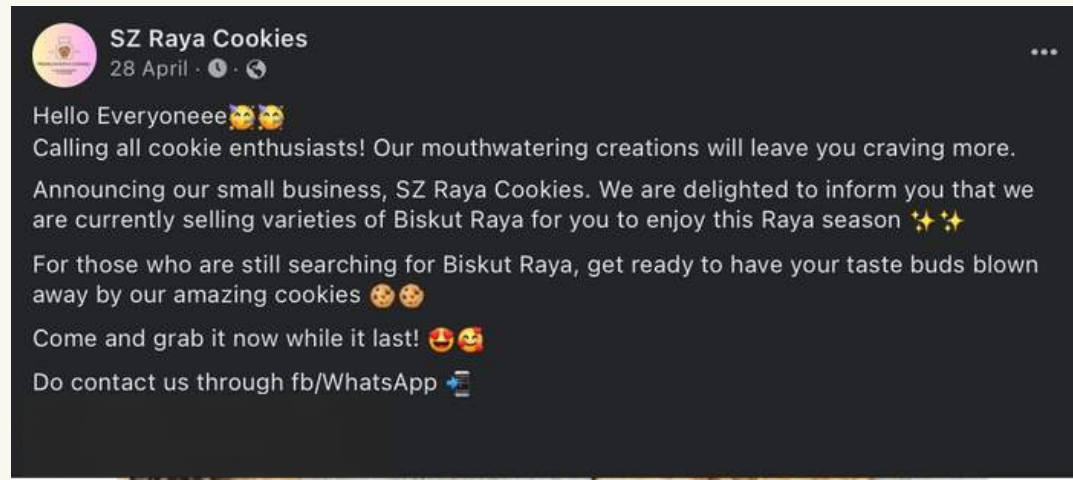 SZ Raya Cookies
28 April
Hello Everyoneee🥳🥳
Calling all cookie enthusiasts! Our mouthwatering creations will leave you craving more.
Announcing our small business, SZ Raya Cookies. We are delighted to inform you that we
are currently selling varieties of Biskut Raya for you to enjoy this Raya season ✨✨
For those who are still searching for Biskut Raya, get ready to have your taste buds blown
away by our amazing cookies 🍪🍪
Come and grab it now while it last! 🤩🥰
Do contact us through fb/WhatsApp 📲